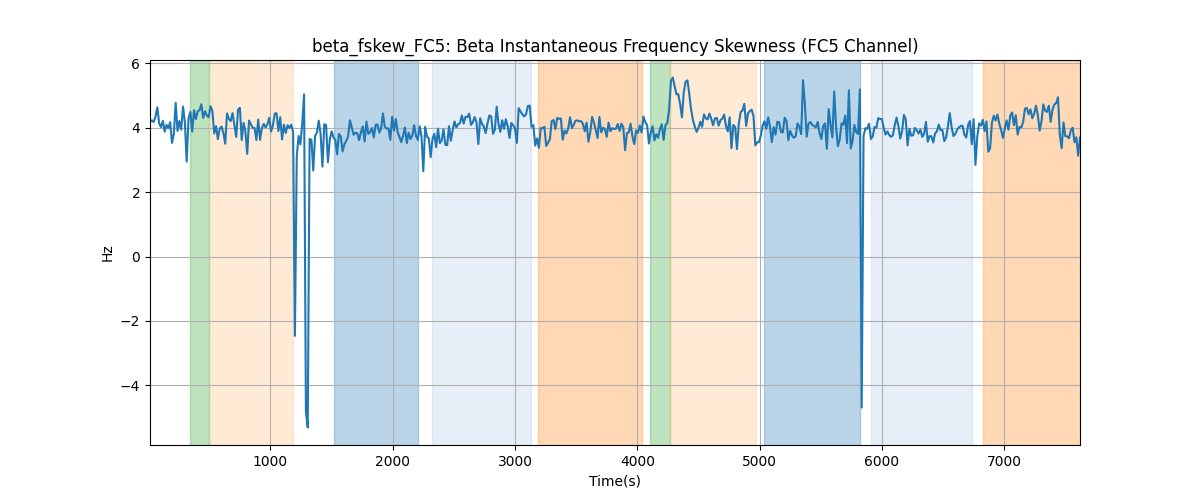 beta_fskew_FC5: Beta Instantaneous Frequency Skewness (FC5 Channel)
6
4
2
0
−2
−4
Hz
1000 2000 3000 4000 5000 6000 7000
Time(s)